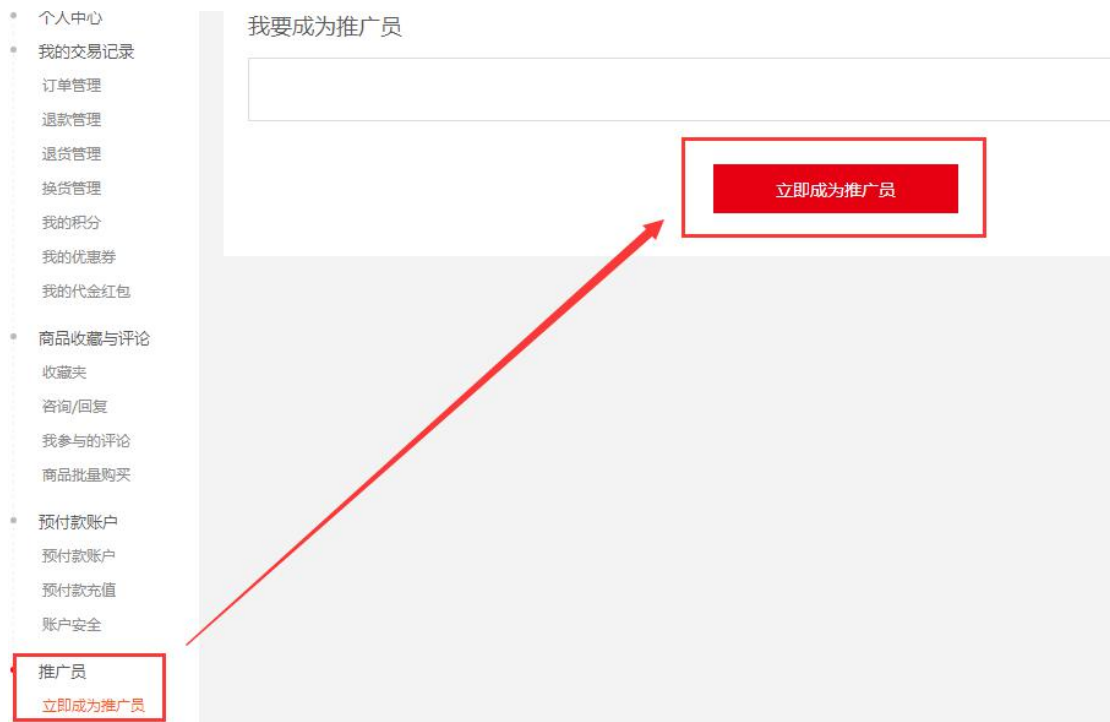 个人中心
我的交易记录
订单管理
退款管理
退货管理
换货管理
我的积分
我的优惠券
我的代金红包
商品收藏与评论
收藏夹
咨询/回复
我参与的评论
商品批量购买
预付款账户
预付款账户
预付款充值
账户安全
推广员
立即成为推广员
我要成为推广员
立即成为推广员